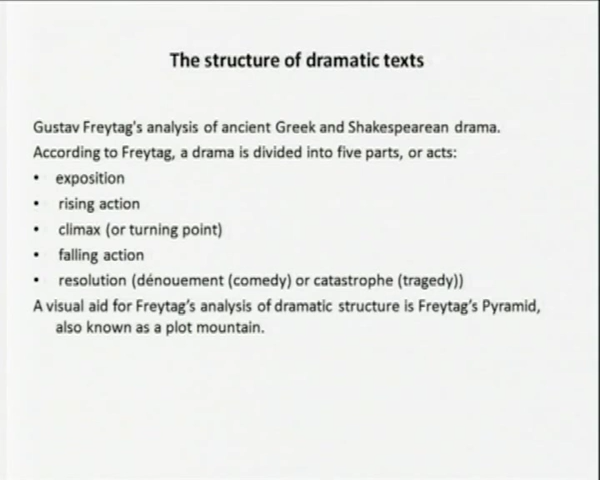 The structure of dramatic texts
Gustav Freytag's analysis of ancient Greek and Shakespearean drama.
According to Freytag, a drama is divided into five parts, or acts:
• exposition
• rising action
• climax (or turning point)
• falling action
• resolution (dénouement (comedy) or catastrophe (tragedy))
A visual aid for Freytag's analysis of dramatic structure is Freytag's Pyramid,
also known as a plot mountain.